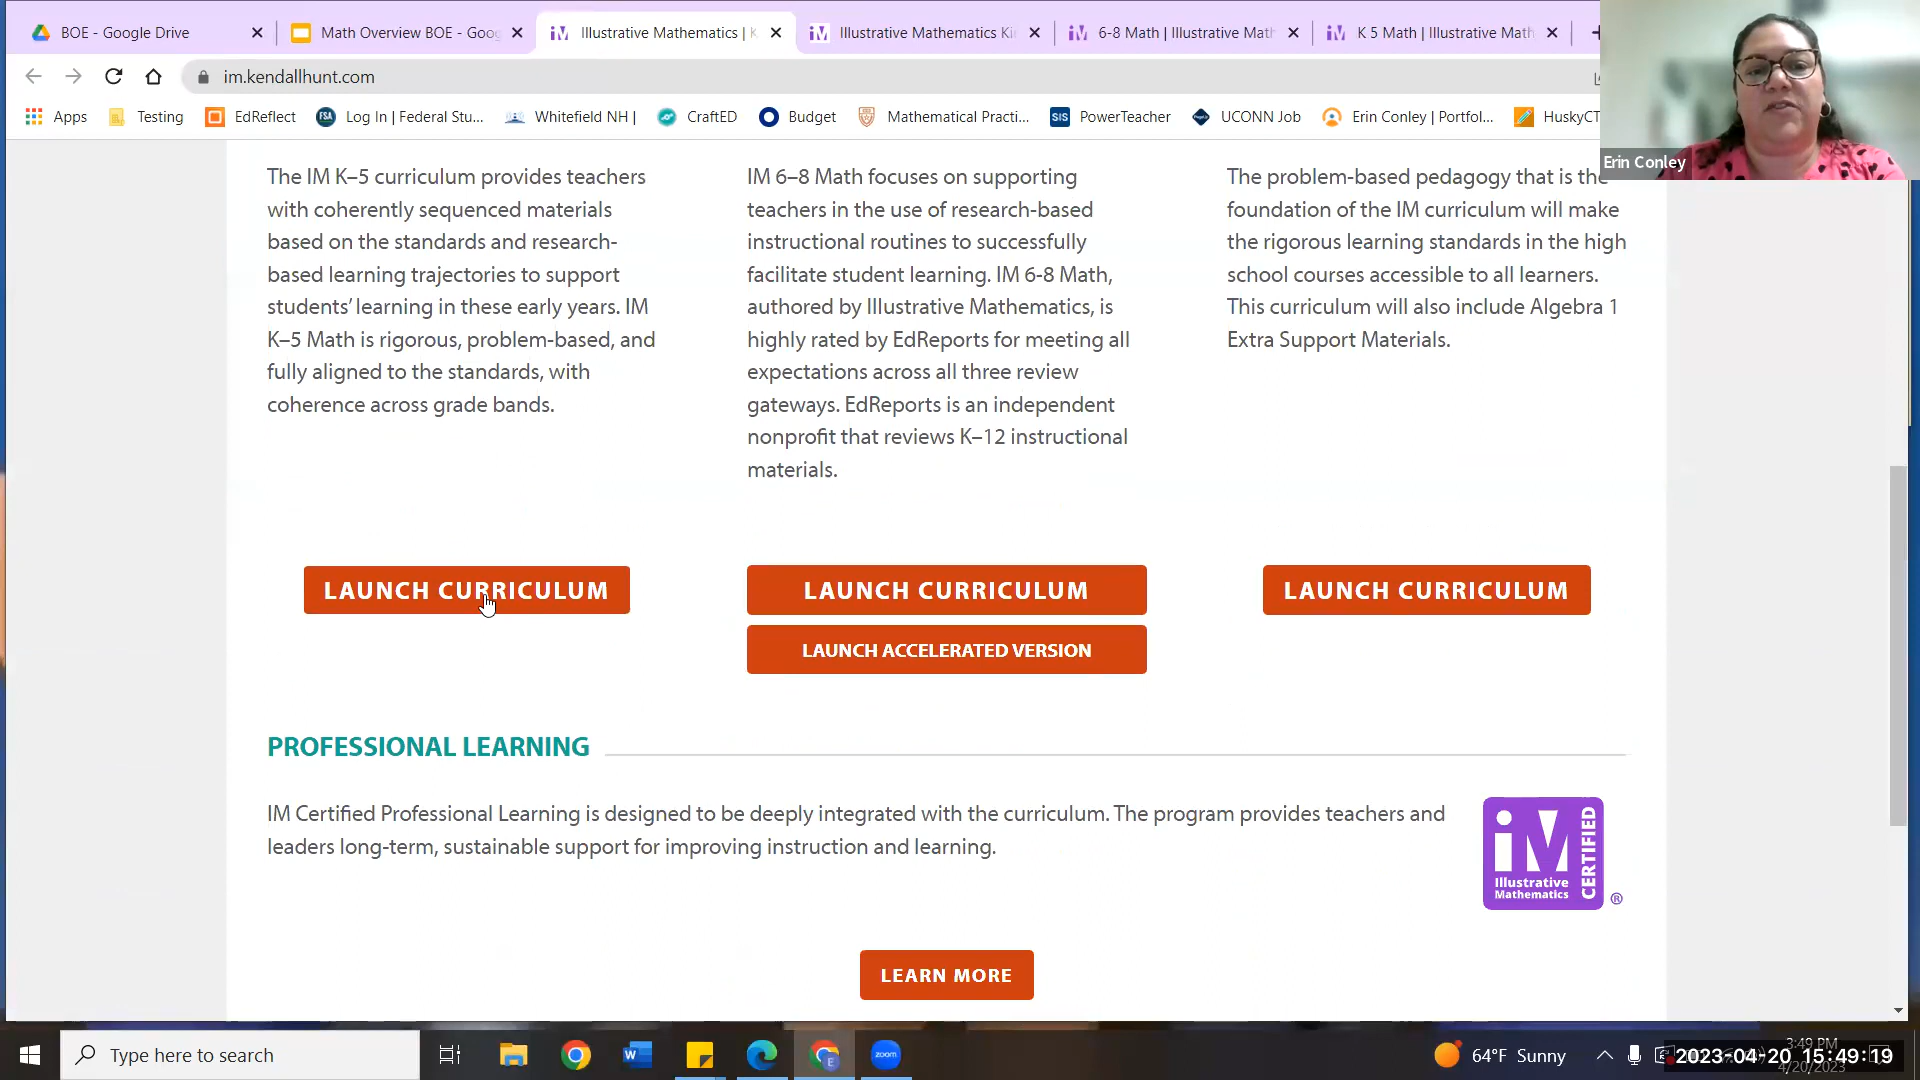 BOE - Google Drive
Math Overview BOE - Goog
Illustrative Mathematics | K
Illustrative Mathematics Ki
6-8 Math | Illustrative Math
K 5 Math | Illustrative Math
im.kendallhunt.com
Apps
Testing
EdReflect
FSA
Log In | Federal Stu...
Whitefield NH |
CraftED
Budget
Mathematical Practi...
SIS
PowerTeacher
UCONN Job
Erin Conley | Portfol...
HuskyCT
Erin Conley
The IM K–5 curriculum provides teachers
with coherently sequenced materials
based on the standards and research-
based learning trajectories to support
students' learning in these early years. IM
K–5 Math is rigorous, problem-based, and
fully aligned to the standards, with
coherence across grade bands.
IM 6–8 Math focuses on supporting
teachers in the use of research-based
instructional routines to successfully
facilitate student learning. IM 6-8 Math,
authored by Illustrative Mathematics, is
highly rated by EdReports for meeting all
expectations across all three review
gateways. EdReports is an independent
nonprofit that reviews K–12 instructional
materials.
The problem-based pedagogy that is the
foundation of the IM curriculum will make
the rigorous learning standards in the high
school courses accessible to all learners.
This curriculum will also include Algebra 1
Extra Support Materials.
LAUNCH CURRICULUM
LAUNCH CURRICULUM
LAUNCH CURRICULUM
LAUNCH ACCELERATED VERSION
PROFESSIONAL LEARNING
IM Certified Professional Learning is designed to be deeply integrated with the curriculum. The program provides teachers and
leaders long-term, sustainable support for improving instruction and learning.
iM
Illustrative
Mathematics
CERTIFIED
®
LEARN MORE
Type here to search
zoom
64°F Sunny
3:49 PM
4/20/2023
2023-04-20 15:49:19